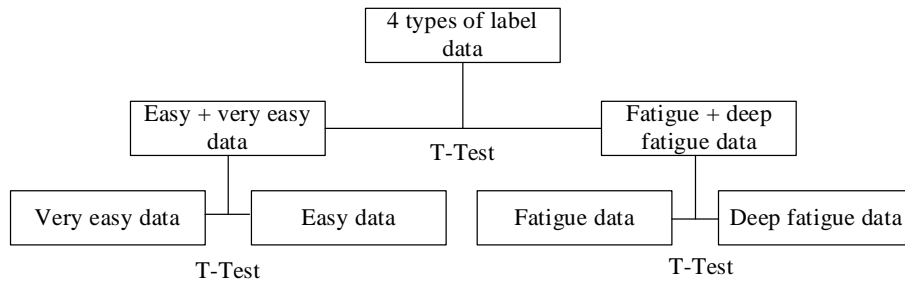 4 types of label
data
Easy + very easy
data
Fatigue + deep
fatigue data
T-Test
Very easy data
Easy data
Fatigue data
Deep fatigue data
T-Test
T-Test